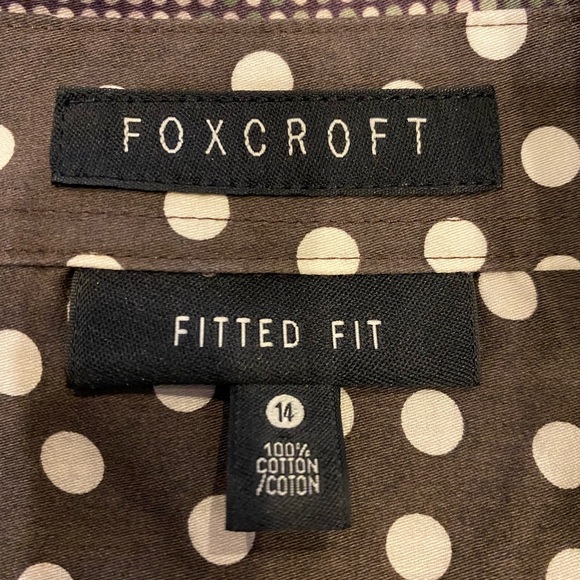 FOXCROFT
FITTED FIT
14
100%
COTTON
/COTON